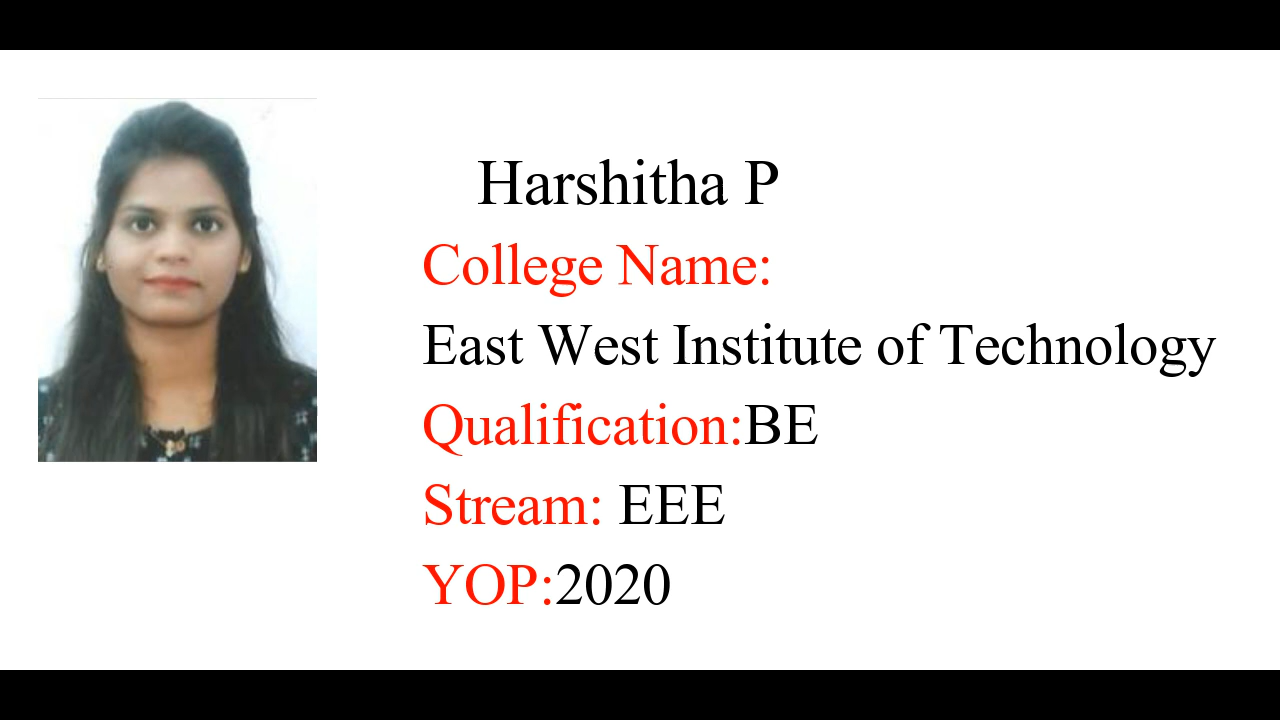 Harshitha P
College Name:
East West Institute of Technology
Qualification:BE
Stream: EEE
YOP:2020